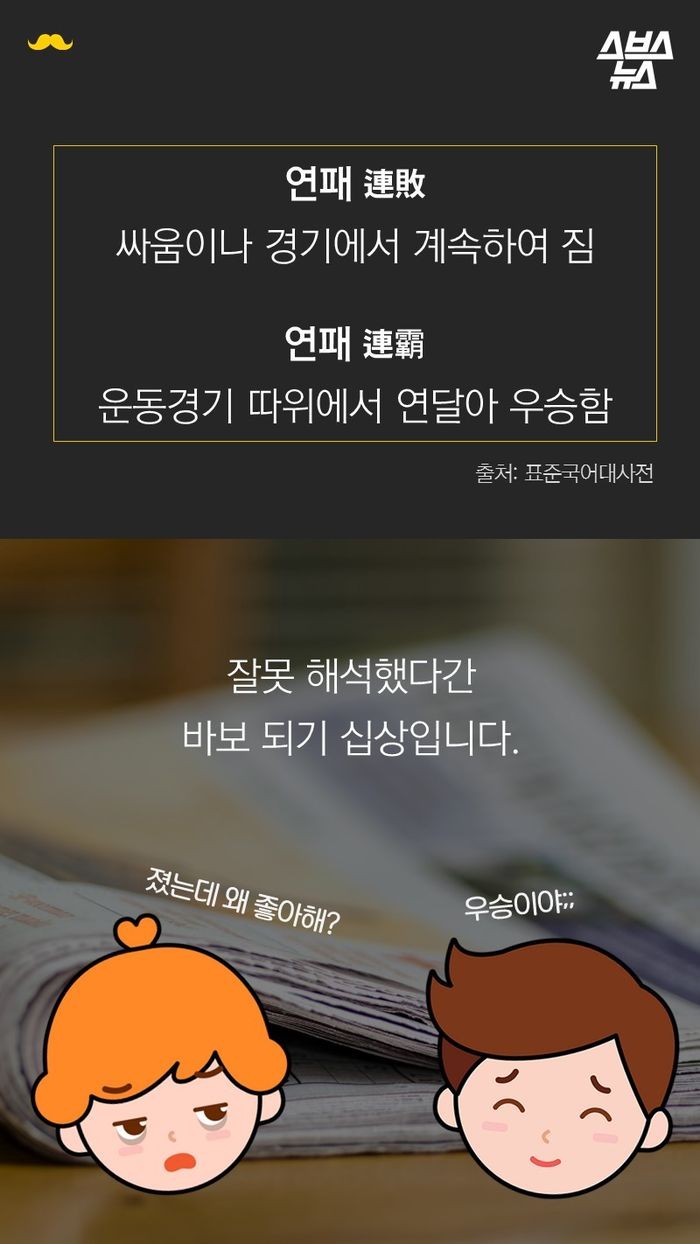 스브스
뉴스
연패 連敗
싸움이나 경기에서 계속하여 짐
연패 連霸
운동경기 따위에서 연달아 우승함
출처: 표준국어대사전
잘못 해석했다간
바보 되기 십상입니다.
졌는데 왜 좋아해?
우승이야;;